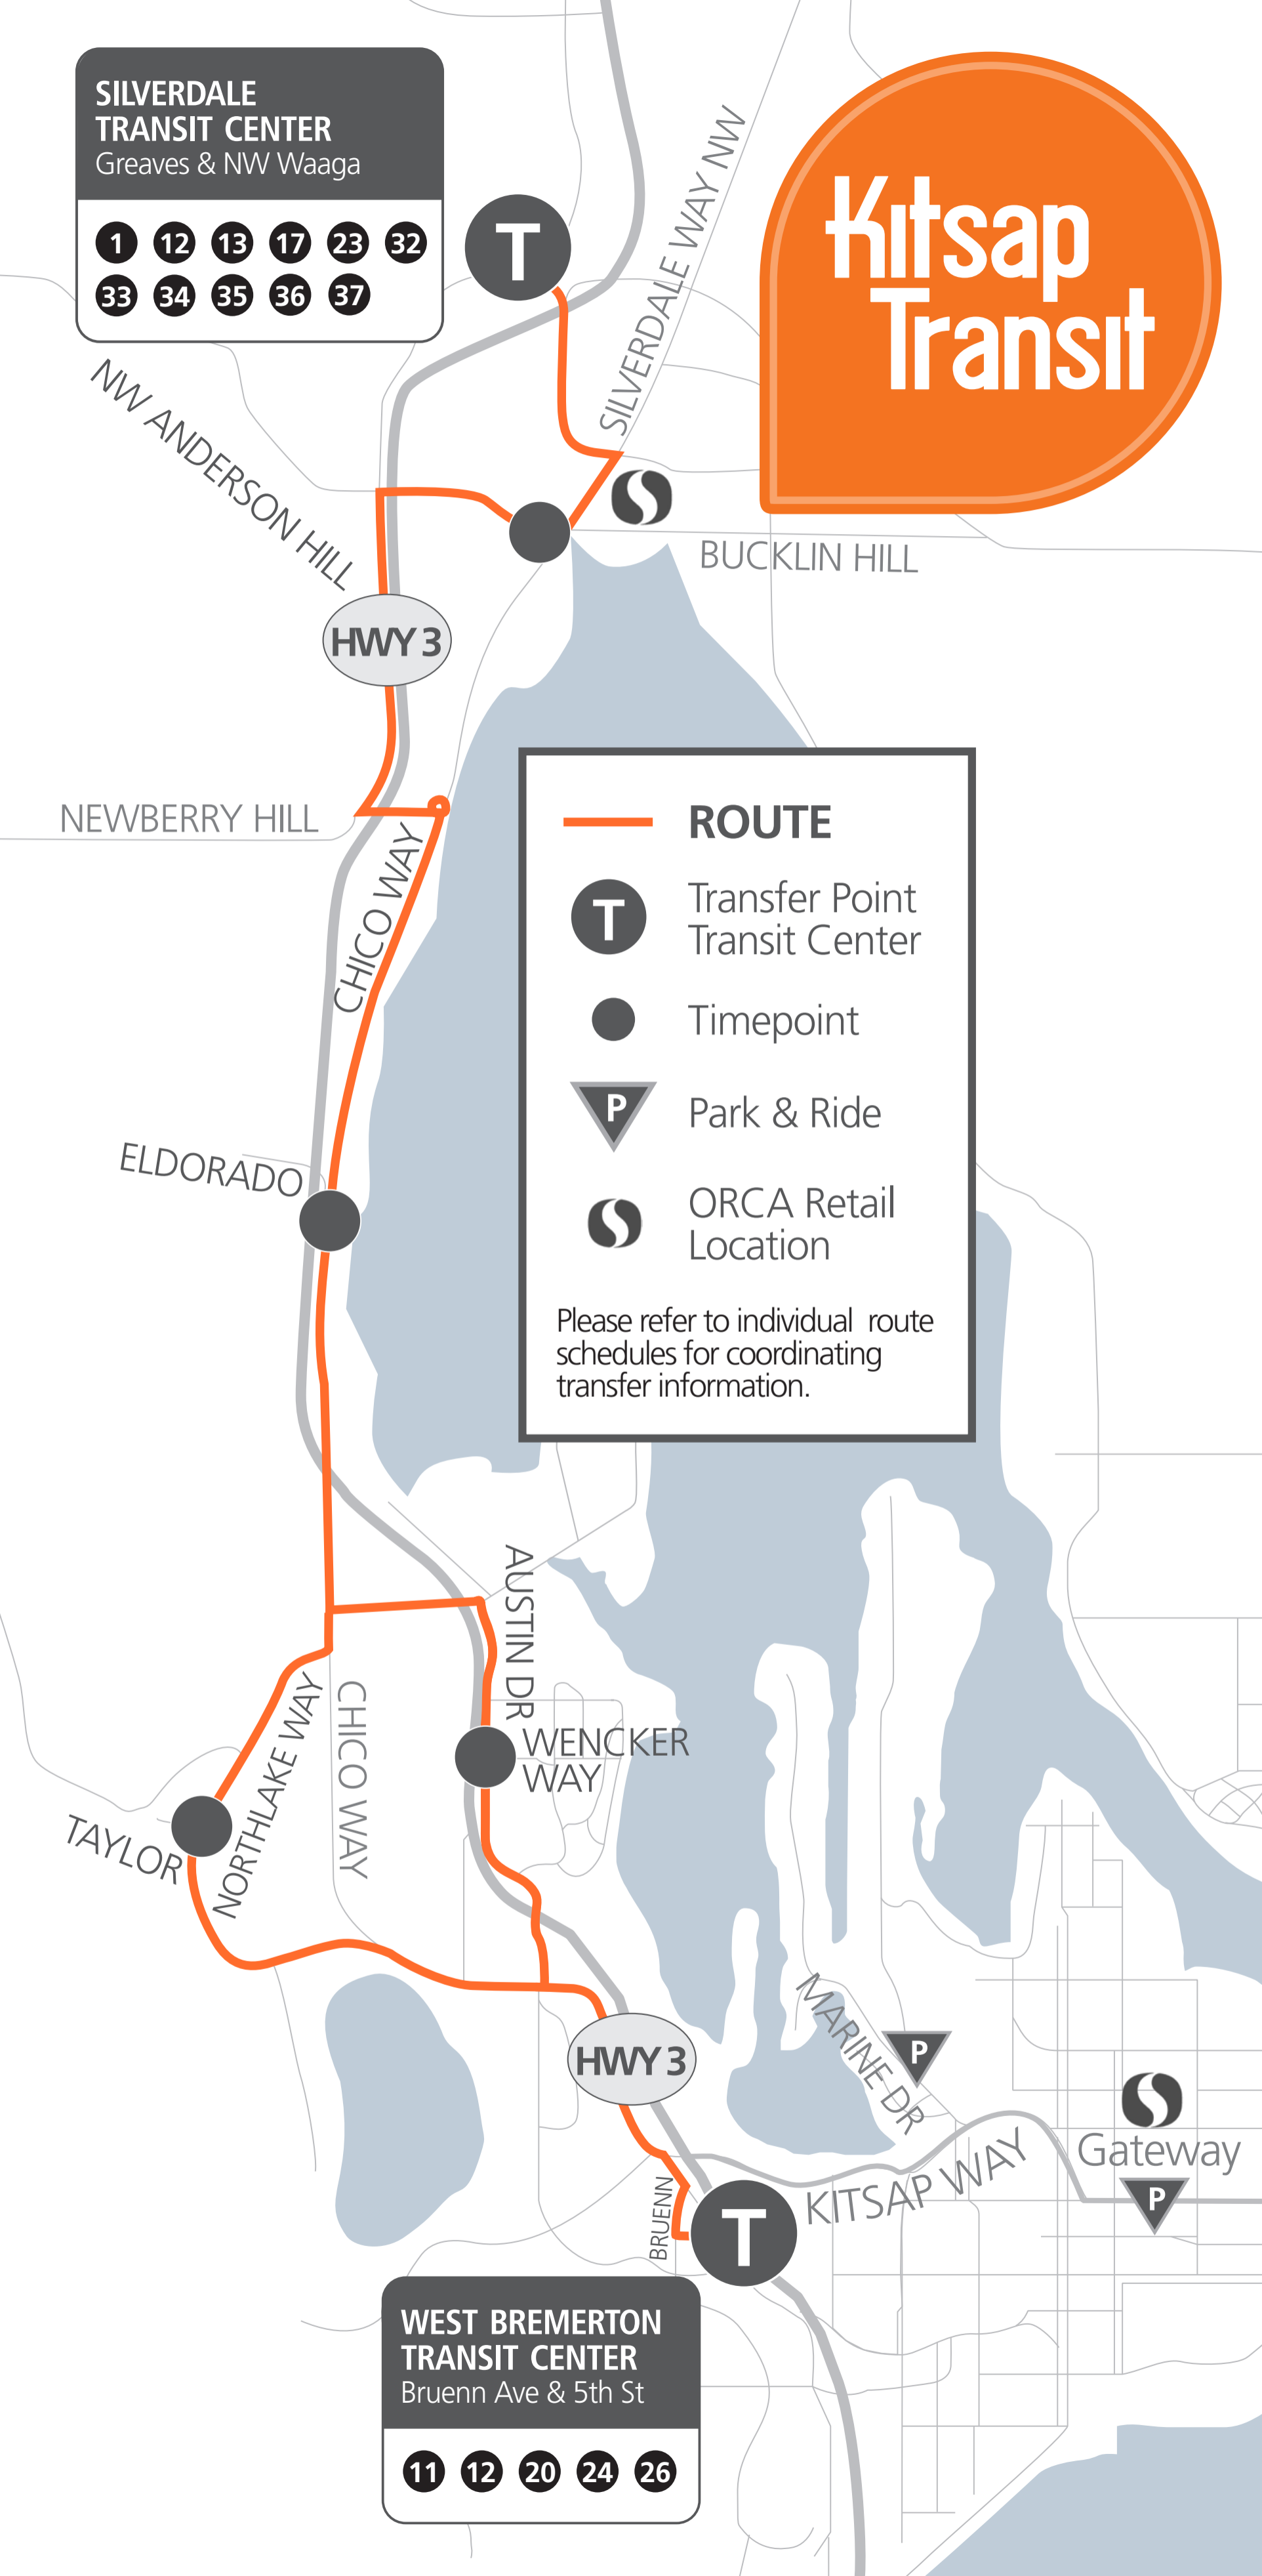 SILVERDALE
TRANSIT CENTER
Greaves & NW Waaga
1 12 13 17 23 32
33 34 35 36 37
T
SILVERDALE WAY NW
Kitsap
Transit
NW ANDERSON HILL
BUCKLIN HILL
HWY 3
NEWBERRY HILL
CHICO WAY
ROUTE
T
Transfer Point
Transit Center
Timepoint
P
Park & Ride
ORCA Retail
Location
Please refer to individual route
schedules for coordinating
transfer information.
ELDORADO
AUSTIN DR
WENCKER
WAY
CHICO WAY
NORTHLAKE WAY
TAYLOR
MARINE DR
P
HWY 3
Gateway
P
KITSAP WAY
BRUENN
T
WEST BREMERTON
TRANSIT CENTER
Bruenn Ave & 5th St
11 12 20 24 26